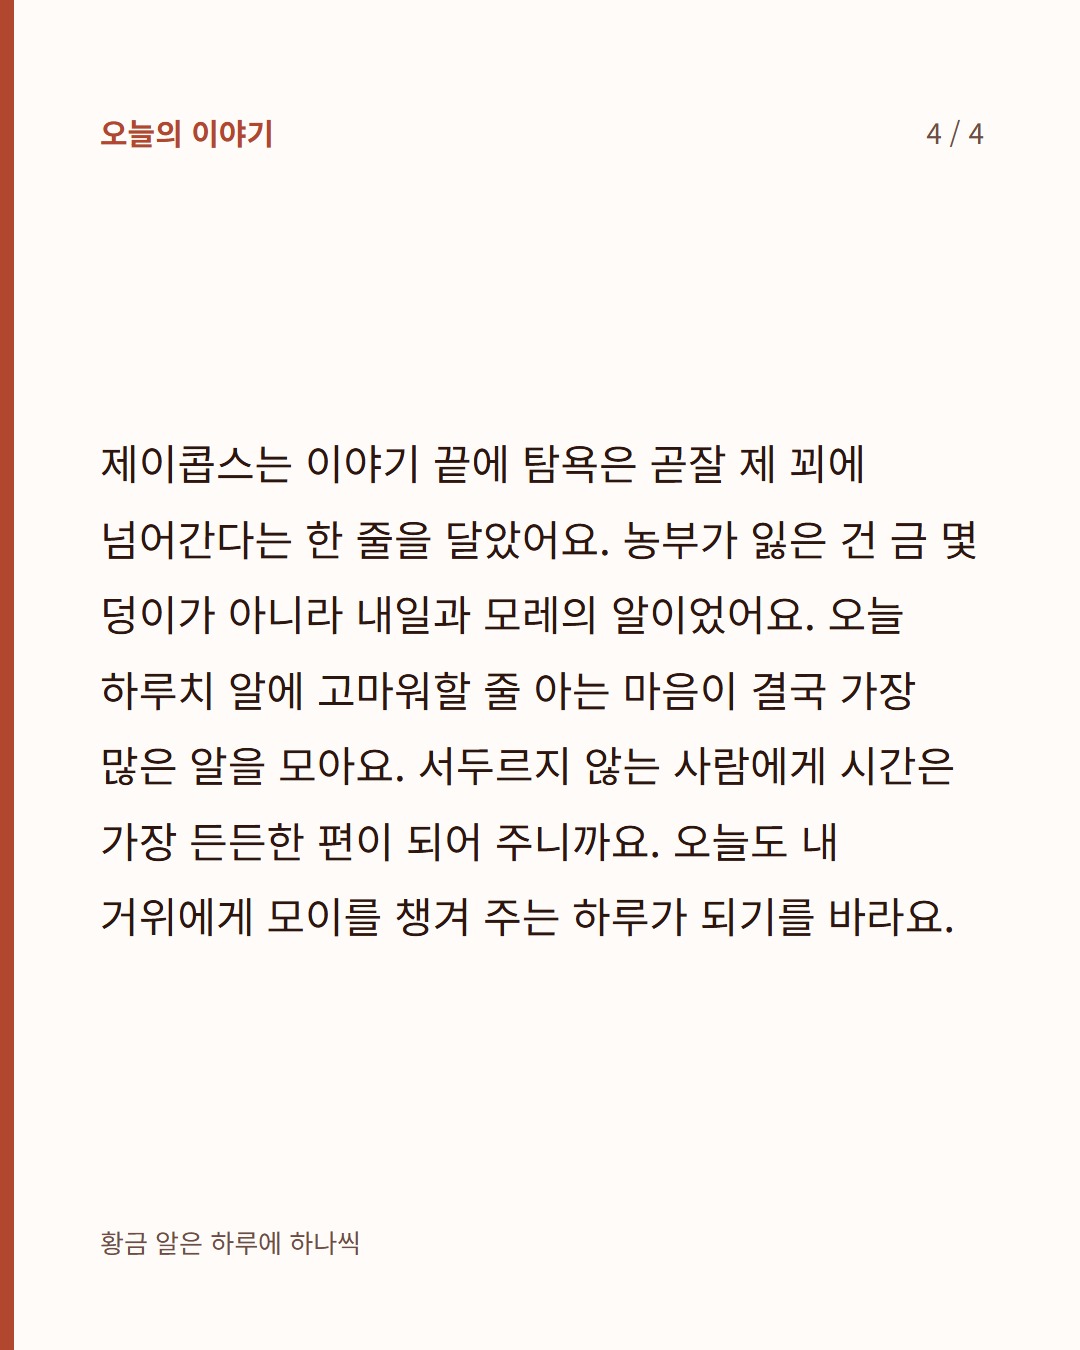 오늘의 이야기
4 / 4
제이콥스는 이야기 끝에 탐욕은 곧잘 제 꾀에
넘어간다는 한 줄을 달았어요. 농부가 잃은 건 금 몇
덩이가 아니라 내일과 모레의 알이었어요. 오늘
하루치 알에 고마워할 줄 아는 마음이 결국 가장
많은 알을 모아요. 서두르지 않는 사람에게 시간은
가장 든든한 편이 되어 주니까요. 오늘도 내
거위에게 모이를 챙겨 주는 하루가 되기를 바라요.
황금 알은 하루에 하나씩